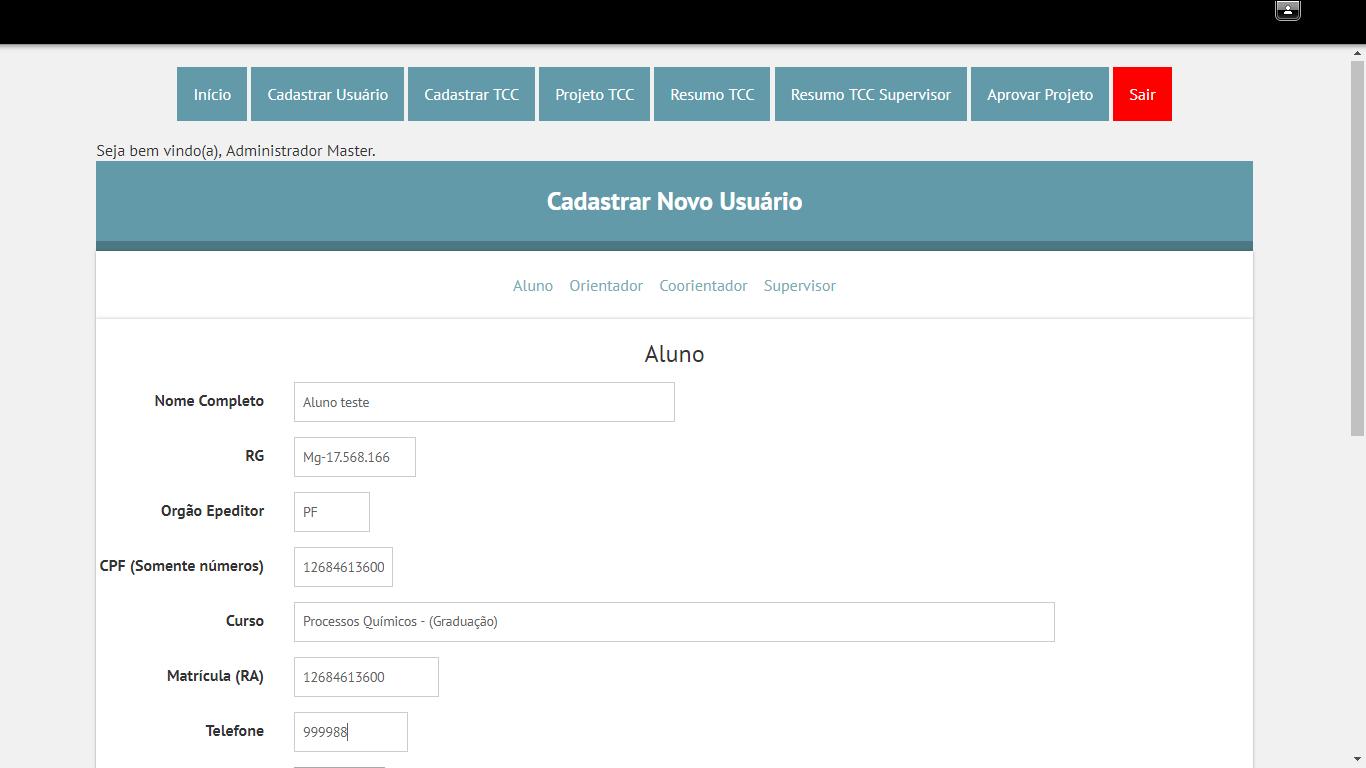 Início Cadastrar Usuário Cadastrar TCC Projeto TCC Resumo TCC Resumo TCC Supervisor Aprovar Projeto Sair
Seja bem vindo(a), Administrador Master.
Cadastrar Novo Usuário
Aluno Orientador Coorientador Supervisor
Aluno
Nome Completo Aluno teste
RG Mg-17.568.166
Orgão Epeditor PF
CPF (Somente números) 12684613600
Curso Processos Químicos - (Graduação)
Matrícula (RA) 12684613600
Telefone 999988